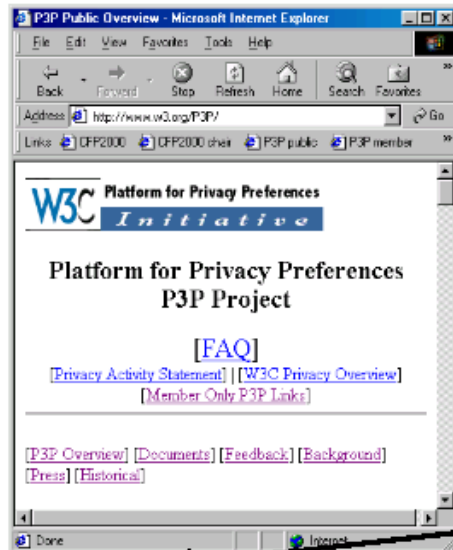 P3P Public Overview - Microsoft Internet Explorer
File Edit View Favorites Tools Help
Back Forward Stop Refresh Home Search Favorites »
Address http://www.w3.org/P3P/ Go
Links CFP2000 CFP2000 chair P3P public P3P member »
W3C Platform for Privacy Preferences
Initiative
Platform for Privacy Preferences
P3P Project
[FAQ]
[Privacy Activity Statement] | [W3C Privacy Overview]
[Member Only P3P Links]
[P3P Overview] [Documents] [Feedback] [Background]
[Press] [Historical]
Done Internet